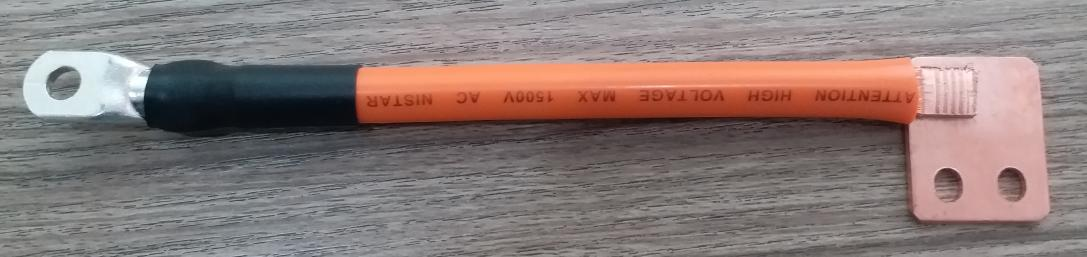 ATTENTION HIGH VOLTAGE MAX 1500V AC NISTAR